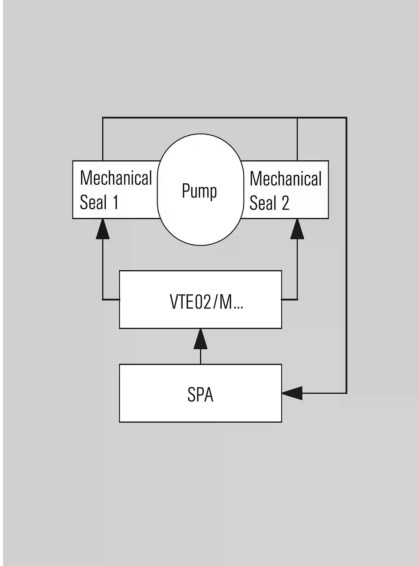 Mechanical
Seal 1
Pump
Mechanical
Seal 2
VTE02/M...
SPA